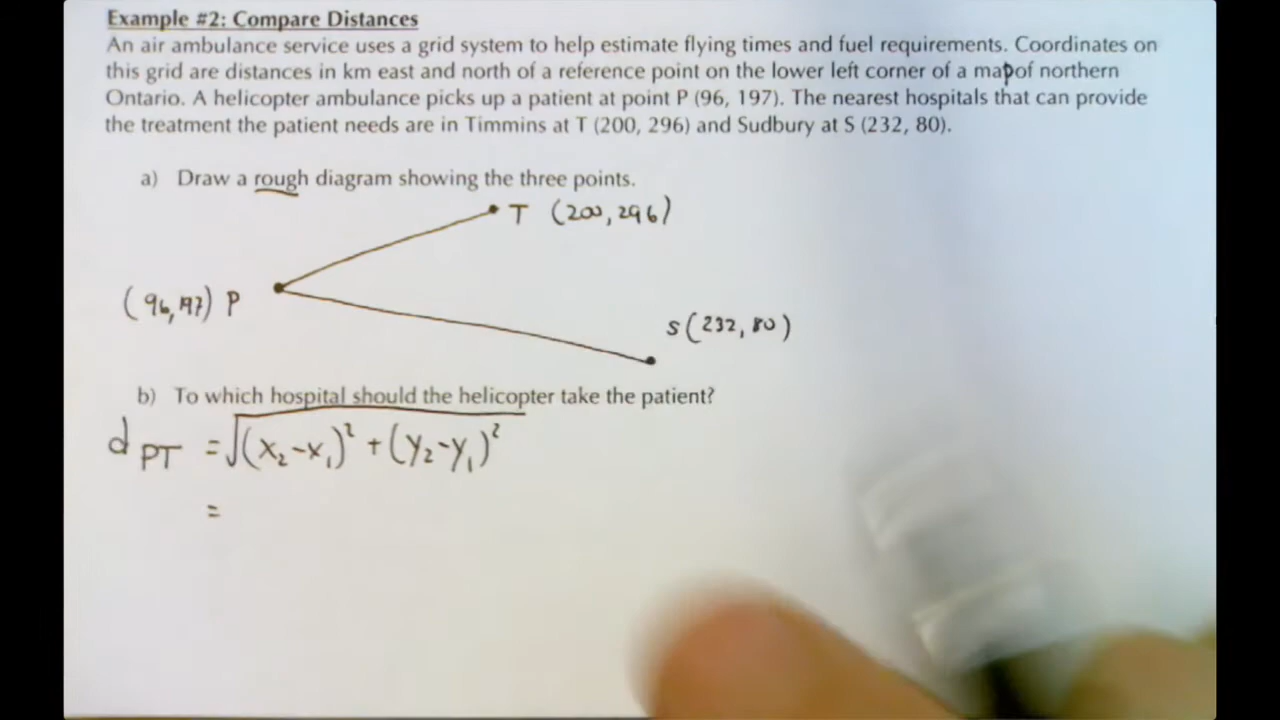 Example #2: Compare Distances
An air ambulance service uses a grid system to help estimate flying times and fuel requirements. Coordinates on
this grid are distances in km east and north of a reference point on the lower left corner of a map of northern
Ontario. A helicopter ambulance picks up a patient at point P (96, 197). The nearest hospitals that can provide
the treatment the patient needs are in Timmins at T (200, 296) and Sudbury at S (232, 80).
a) Draw a rough diagram showing the three points.
T (200, 296)
(96, 197) P
S (232, 80)
b) To which hospital should the helicopter take the patient?
d PT = √(x₂-x₁)² + (y₂-y₁)²
=